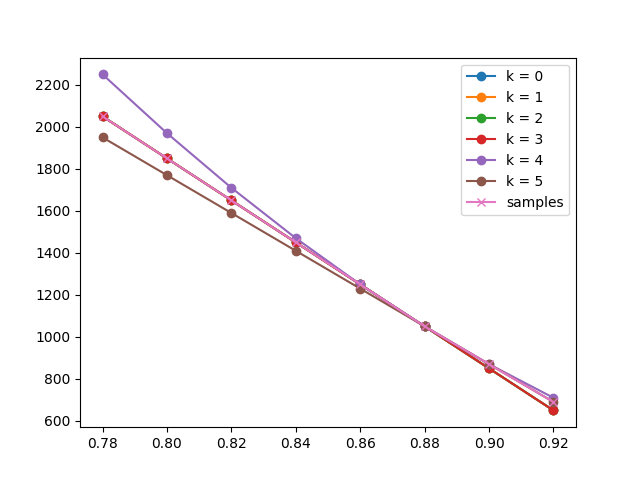 2200
2000
1800
1600
1400
1200
1000
800
600
0.78 0.80 0.82 0.84 0.86 0.88 0.90 0.92
k = 0
k = 1
k = 2
k = 3
k = 4
k = 5
samples